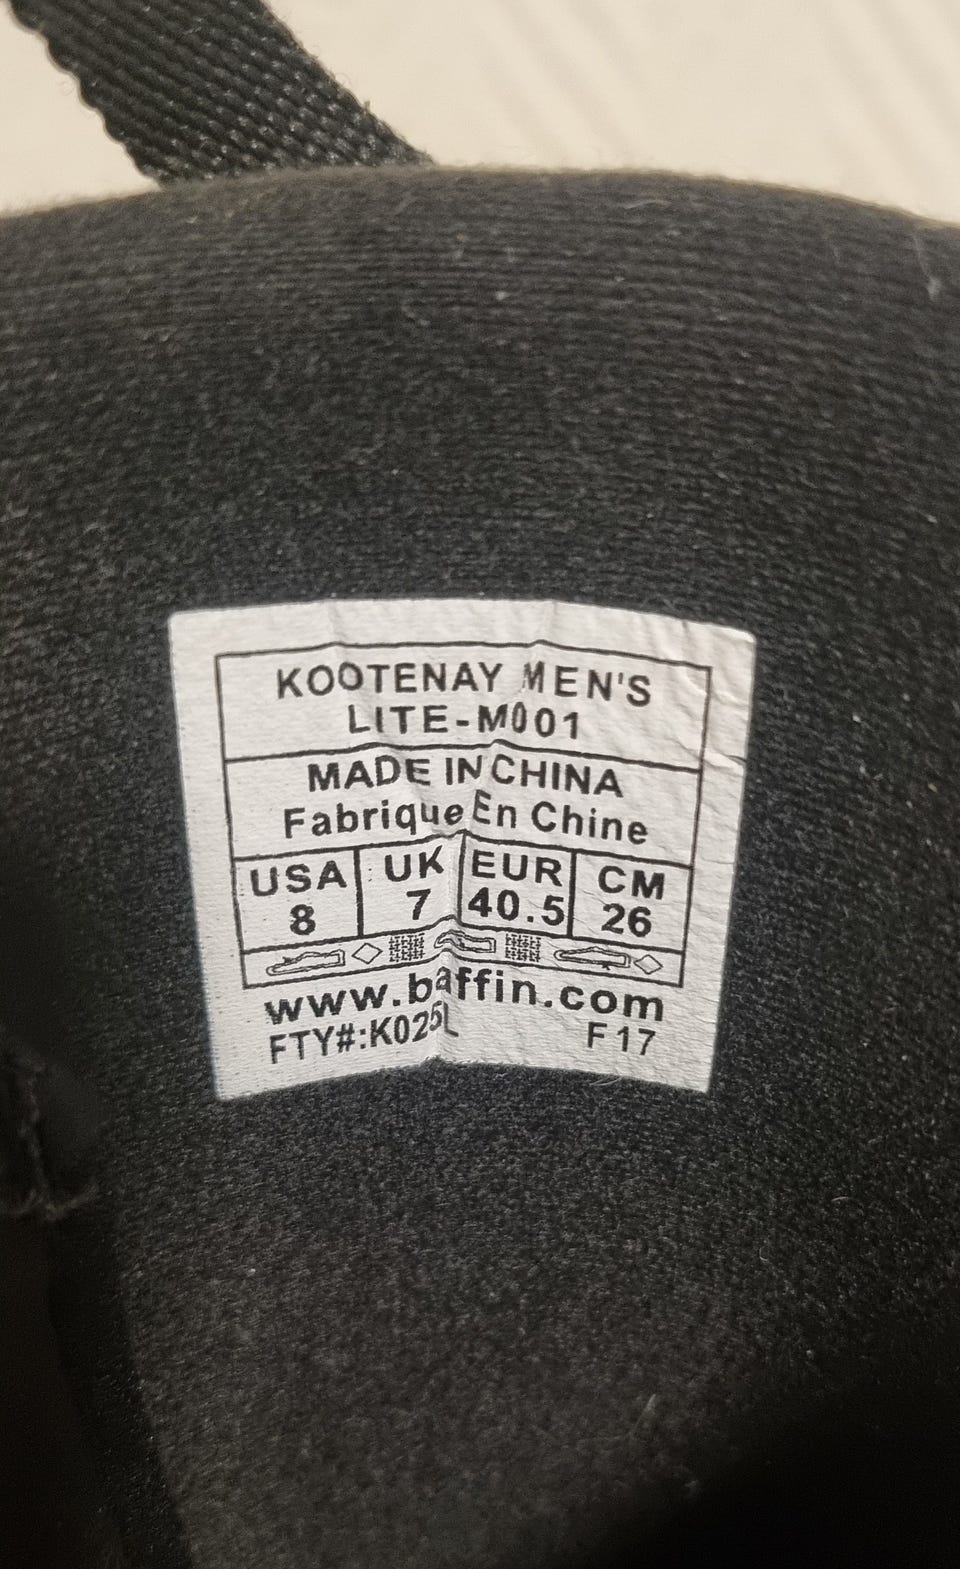 KOOTENAY MEN'S
LITE-M001
MADE IN CHINA
Fabrique En Chine
USA UK EUR CM
8 7 40.5 26
www.baffin.com
FTY#:K025L F17